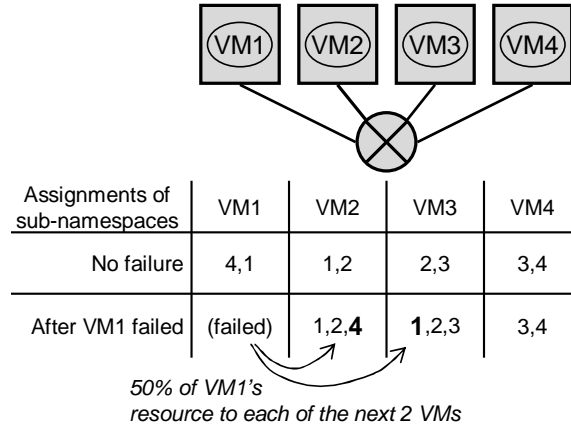 VM1 VM2 VM3 VM4
Assignments of
sub-namespaces VM1 VM2 VM3 VM4
No failure 4,1 1,2 2,3 3,4
After VM1 failed (failed) 1,2,4 1,2,3 3,4
50% of VM1's
resource to each of the next 2 VMs